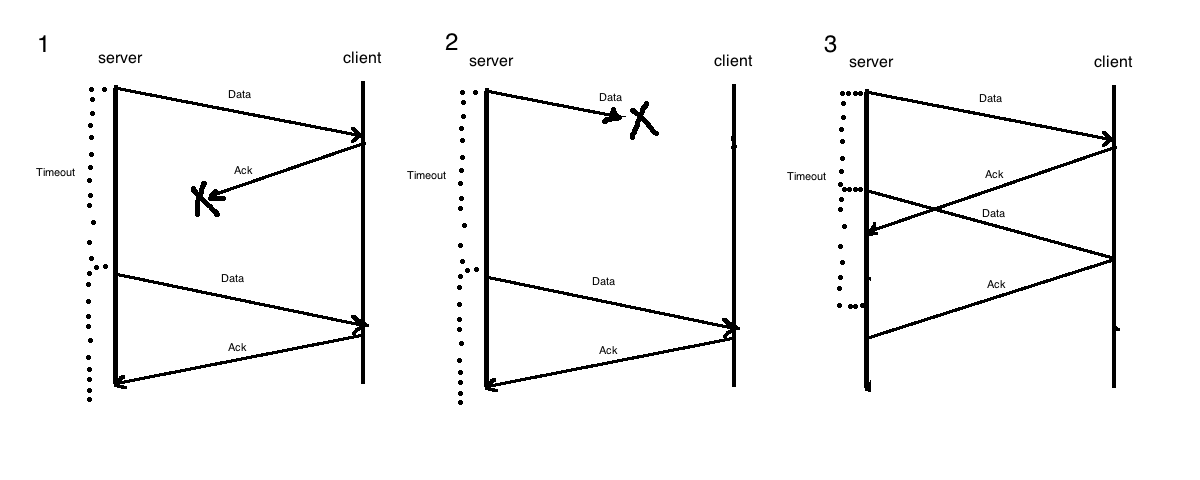 1
server
client
Data
Ack
Timeout
Data
Ack
2
server
client
Data
Timeout
Data
Ack
3
server
client
Data
Ack
Timeout
Data
Ack